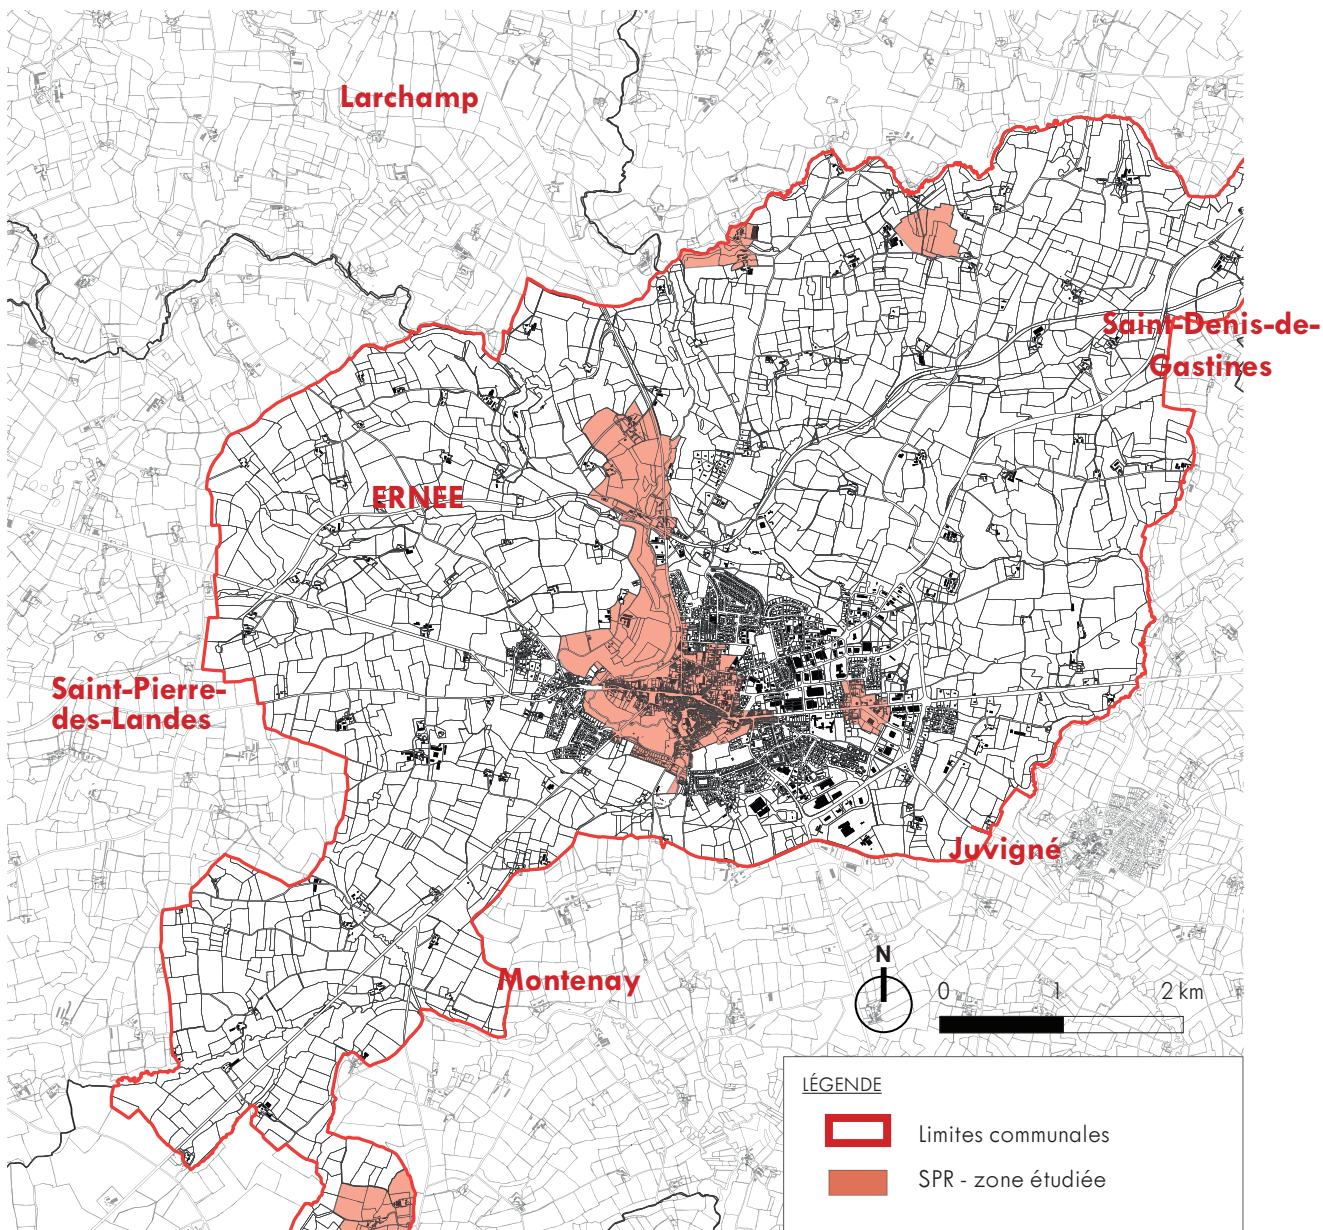 Larchamp
Saint-Denis-de-
Gastines
ERNEE
Saint-Pierre-
des-Landes
Juvigné
Montenay
N
0 1 2 km
LÉGENDE
Limites communales
SPR - zone étudiée